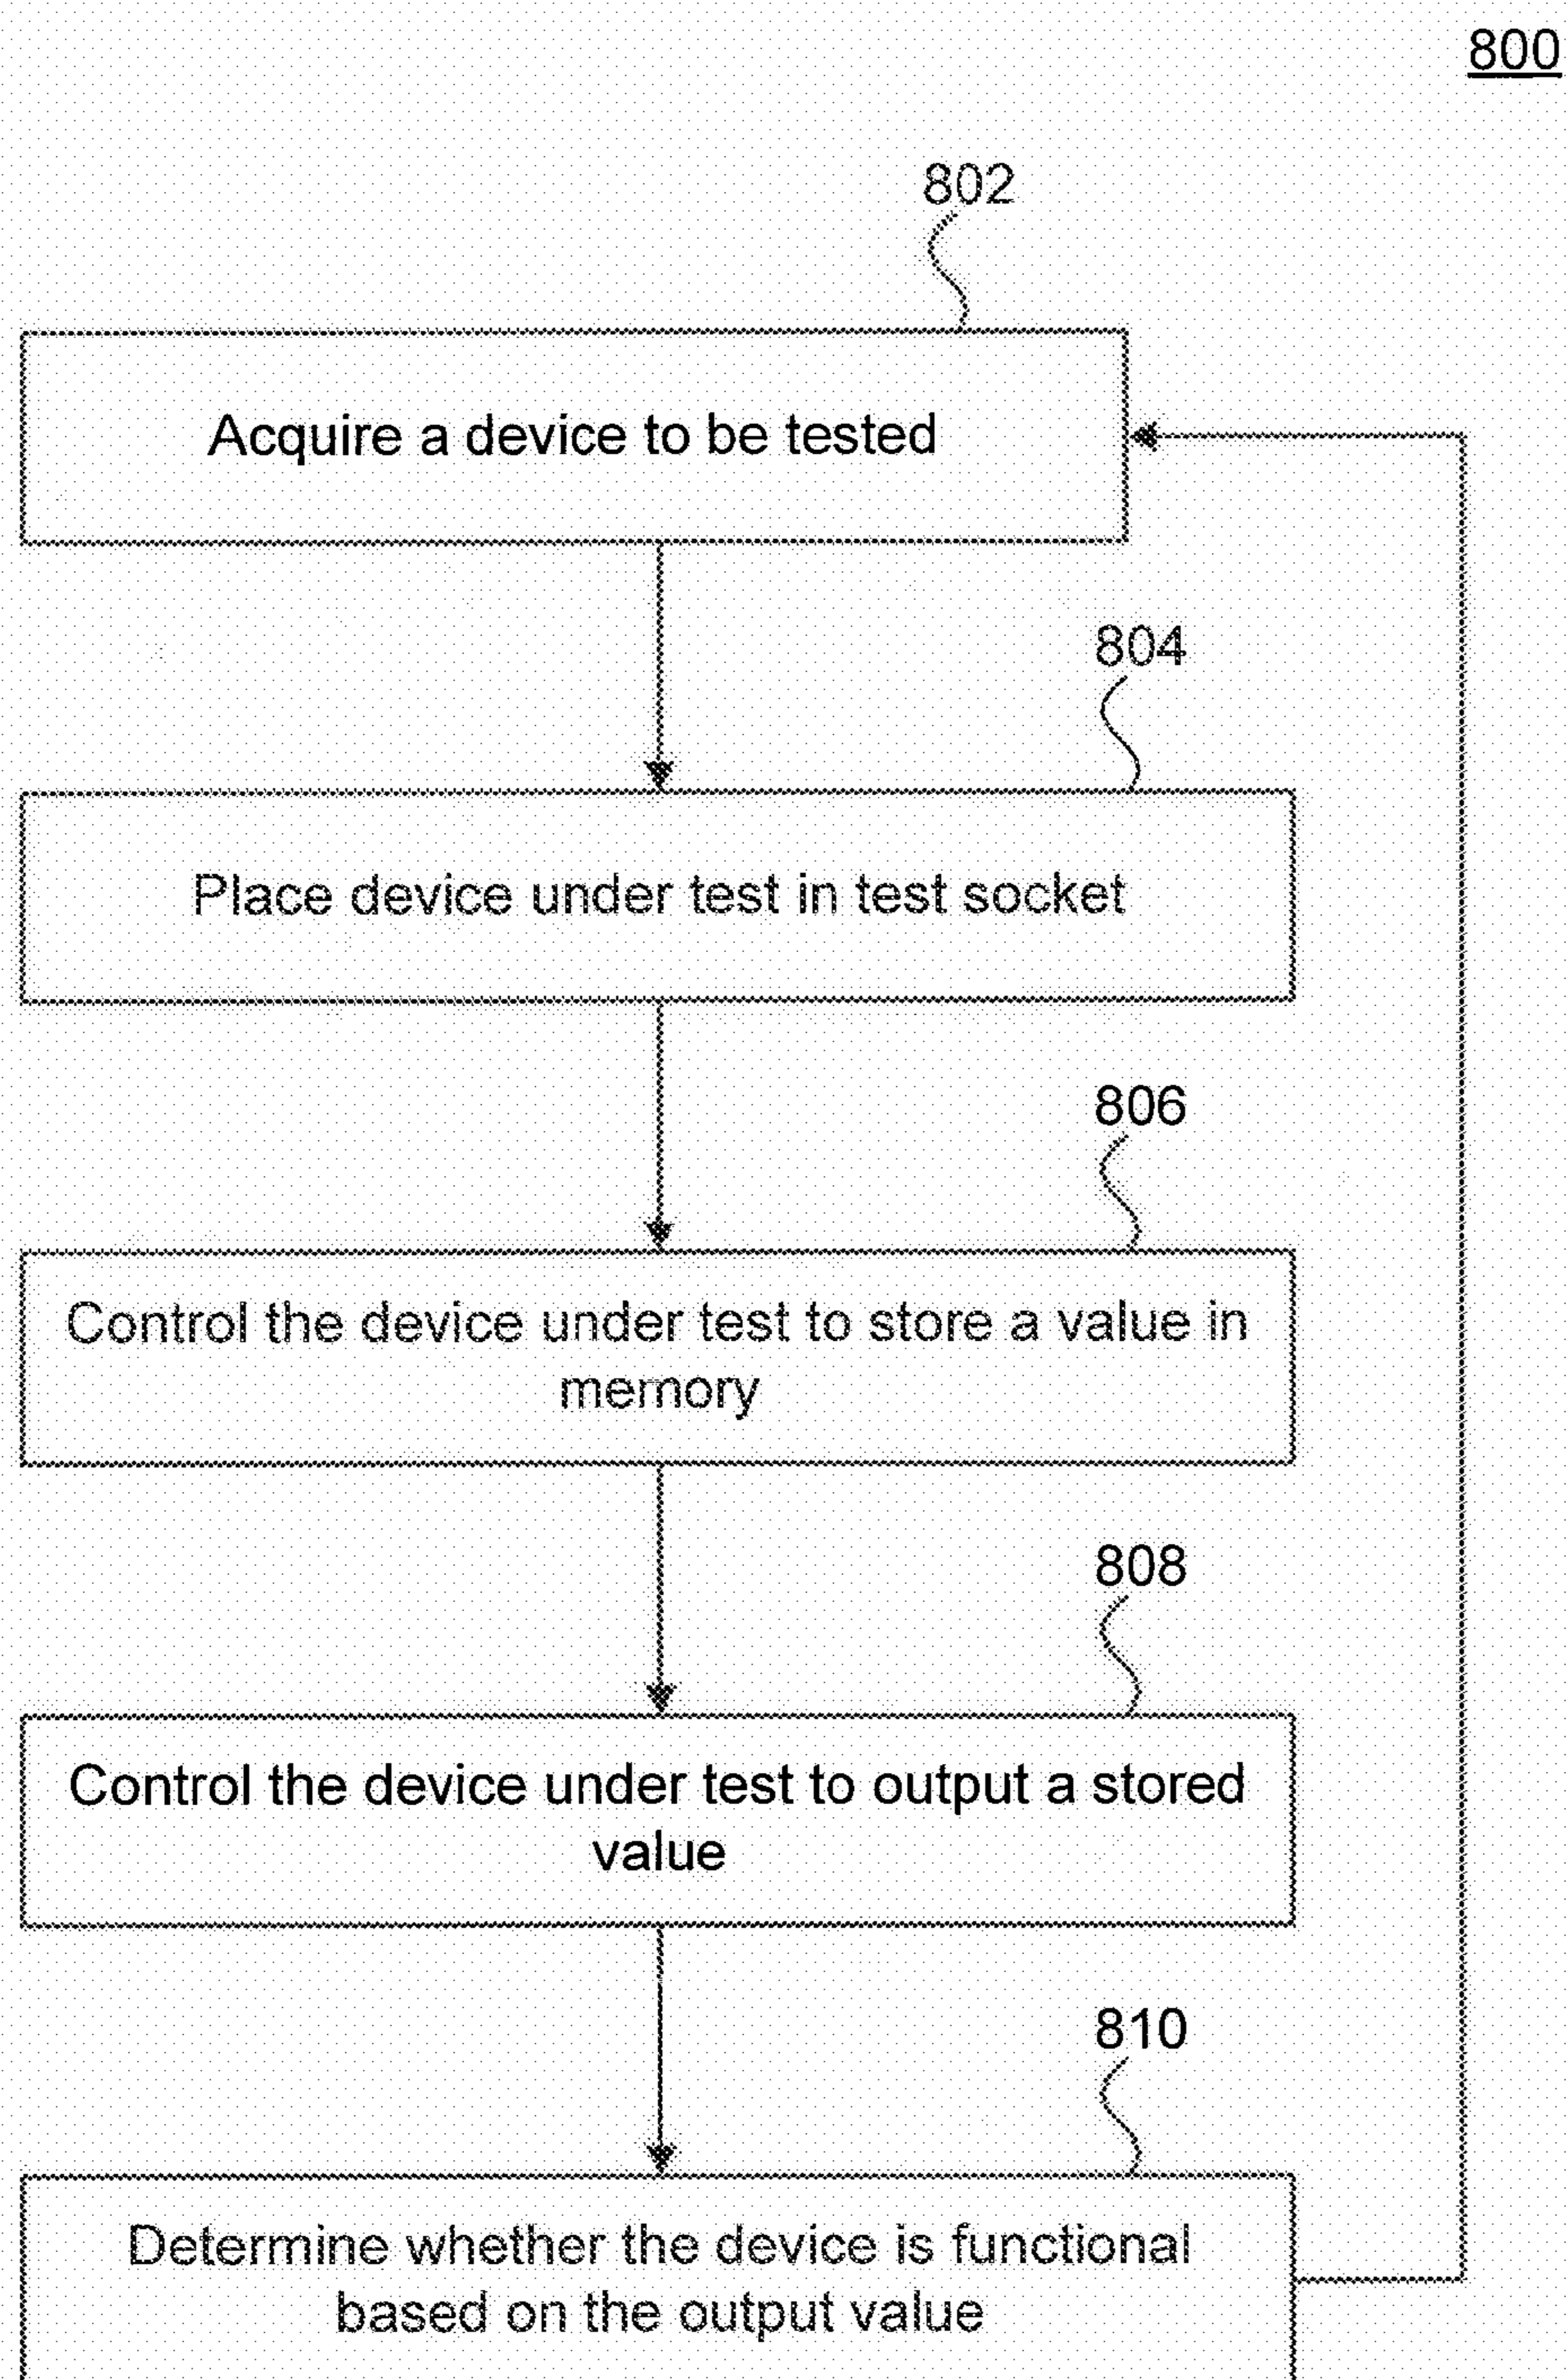 800
802
Acquire a device to be tested
804
Place device under test in test socket
806
Control the device under test to store a value in
memory
808
Control the device under test to output a stored
value
810
Determine whether the device is functional
based on the output value